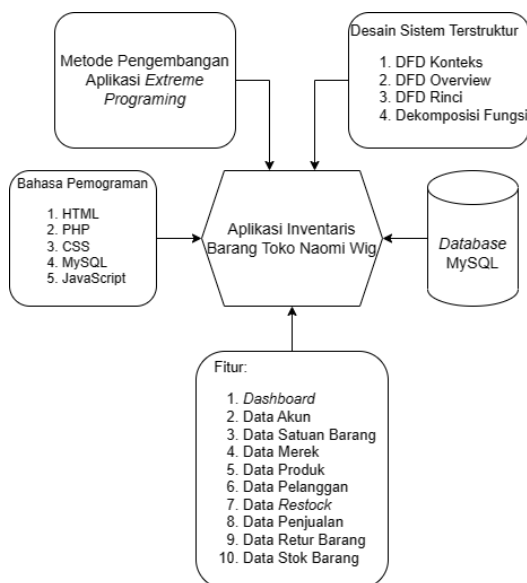 Metode Pengembangan
Aplikasi Extreme
Programing
Desain Sistem Terstruktur
1. DFD Konteks
2. DFD Overview
3. DFD Rinci
4. Dekomposisi Fungsi
Bahasa Pemograman
1. HTML
2. PHP
3. CSS
4. MySQL
5. JavaScript
Aplikasi Inventaris
Barang Toko Naomi Wig
Database
MySQL
Fitur:
1. Dashboard
2. Data Akun
3. Data Satuan Barang
4. Data Merek
5. Data Produk
6. Data Pelanggan
7. Data Restock
8. Data Penjualan
9. Data Retur Barang
10. Data Stok Barang